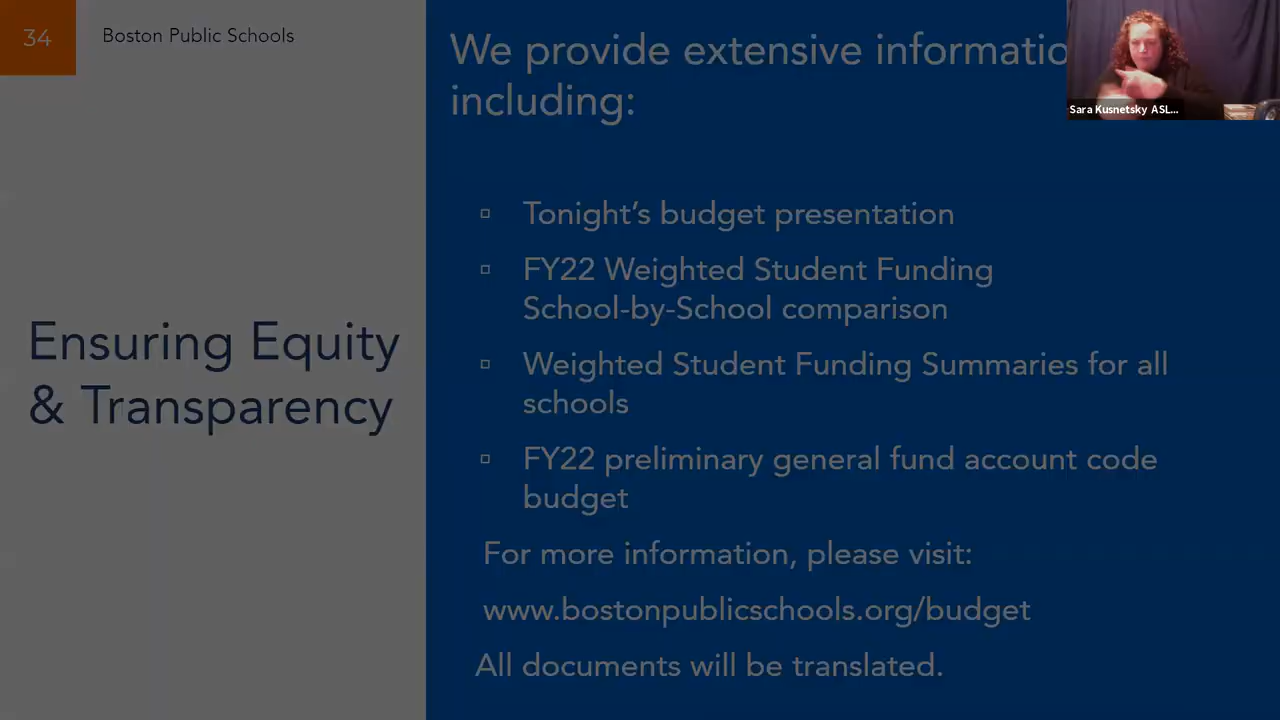 34
Boston Public Schools
We provide extensive informatio
including:
Sara Kusnetsky ASL...
▫ Tonight’s budget presentation
▫ FY22 Weighted Student Funding
School-by-School comparison
▫ Weighted Student Funding Summaries for all
schools
▫ FY22 preliminary general fund account code
budget
For more information, please visit:
www.bostonpublicschools.org/budget
All documents will be translated.
Ensuring Equity
& Transparency